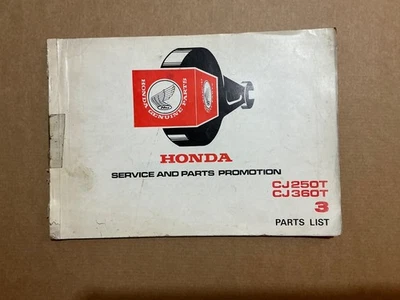 HONDA GENUINE PARTS
HONDA
SERVICE AND PARTS PROMOTION
CJ250T
CJ360T
3
PARTS LIST